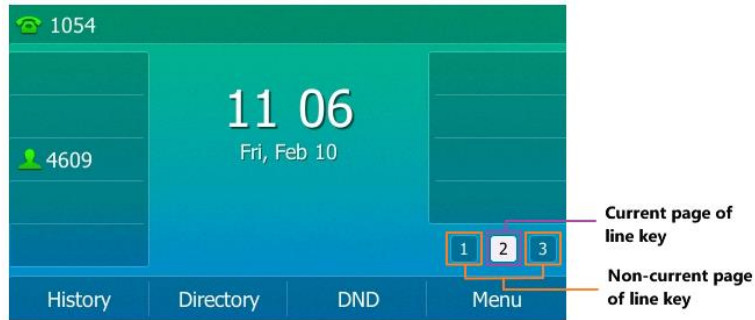 1054
11 06
Fri, Feb 10
4609
1 2 3
Current page of
line key
Non-current page
of line key
History Directory DND Menu